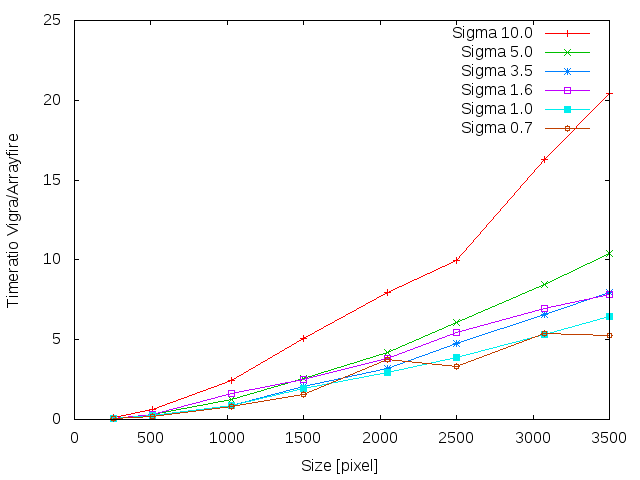 25
20
15
10
5
0
Timeratio Vigra/Arrayfire
Sigma 10.0
Sigma 5.0
Sigma 3.5
Sigma 1.6
Sigma 1.0
Sigma 0.7
0 500 1000 1500 2000 2500 3000 3500
Size [pixel]